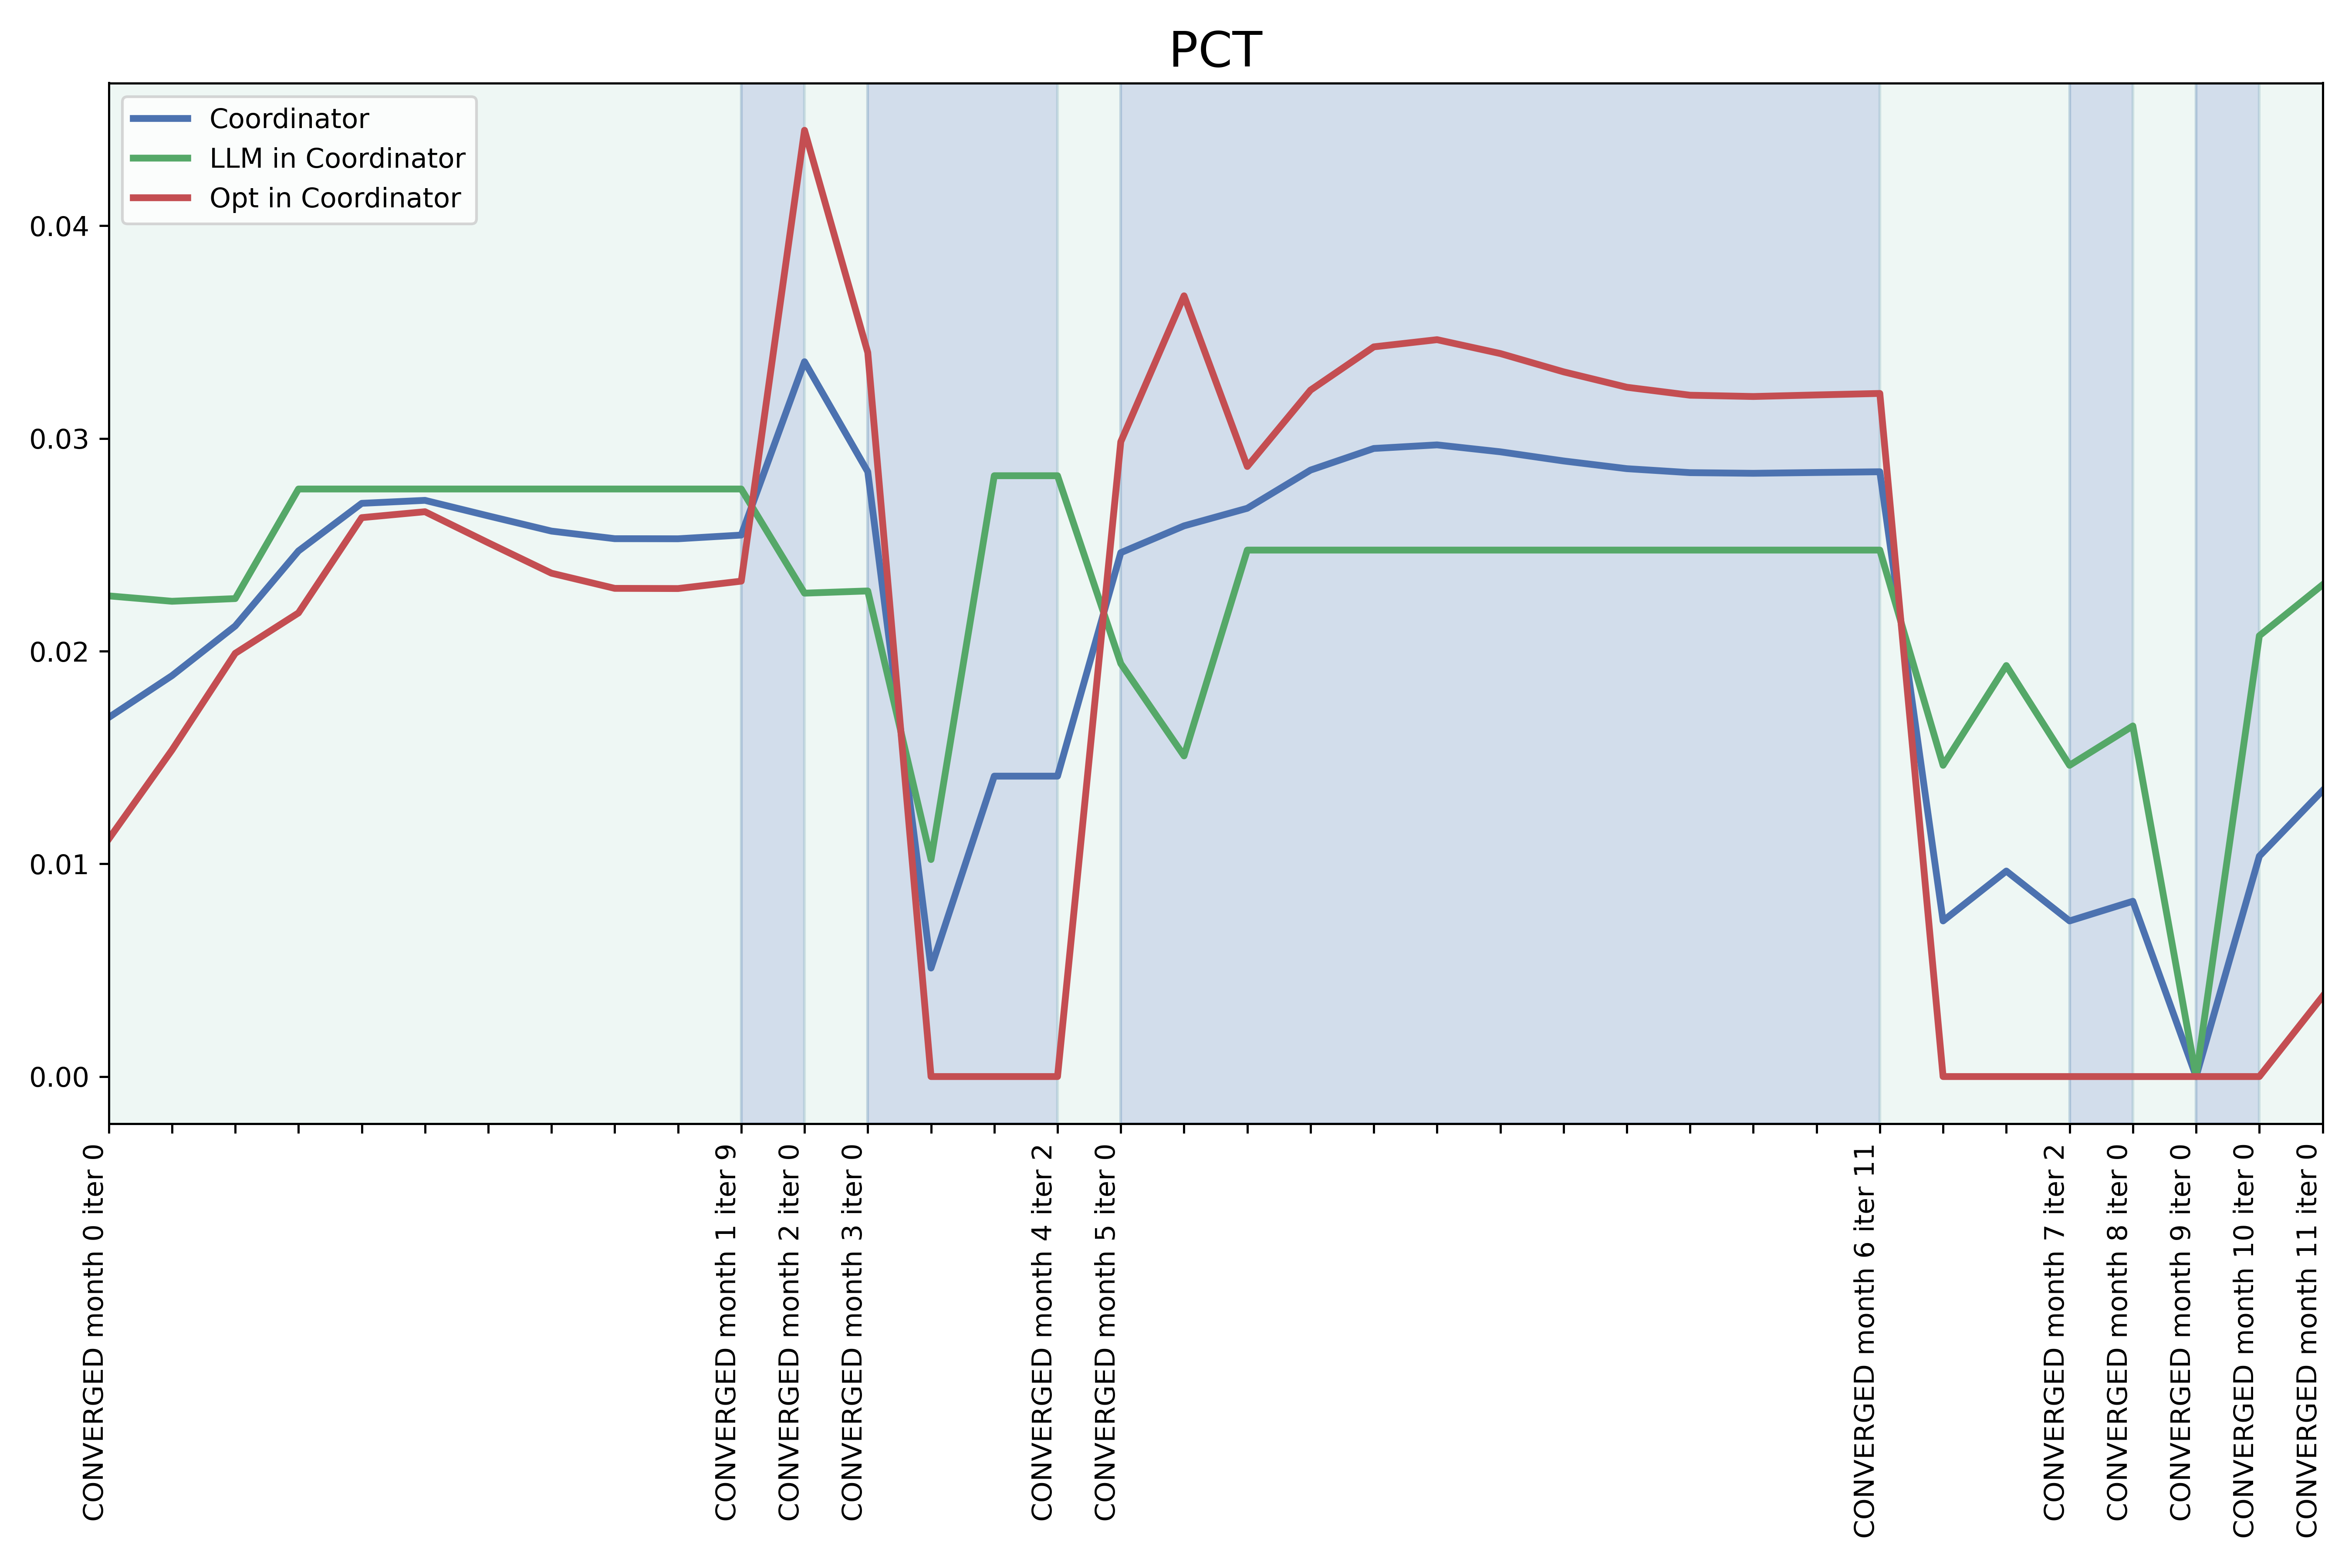 PCT
Coordinator
LLM in Coordinator
Opt in Coordinator
0.04
0.03
0.02
0.01
0.00
CONVERGED month 0 iter 0
CONVERGED month 1 iter 9
CONVERGED month 2 iter 0
CONVERGED month 3 iter 0
CONVERGED month 4 iter 2
CONVERGED month 5 iter 0
CONVERGED month 6 iter 11
CONVERGED month 7 iter 2
CONVERGED month 8 iter 0
CONVERGED month 9 iter 0
CONVERGED month 10 iter 0
CONVERGED month 11 iter 0